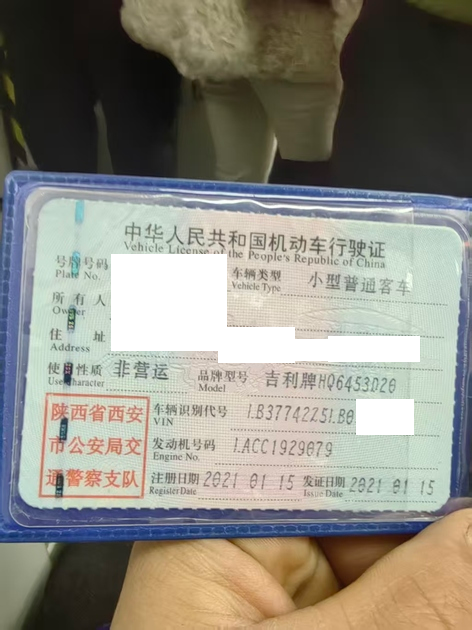 中华人民共和国机动车行驶证
Vehicle License of the People's Republic of China
号牌号码 车辆类型 小型普通客车
Plate No. Vehicle Type
所有人
Owner
住址
Address
使用性质 非营运 品牌型号 吉利牌HQ6453D20
Use Character Model
陕西省西安 车辆识别代号
VIN
市公安局交 发动机号码 LACC1929079
Engine No.
通警察支队 注册日期 2021 01 15 发证日期 2021 01 15
Register Date Issue Date